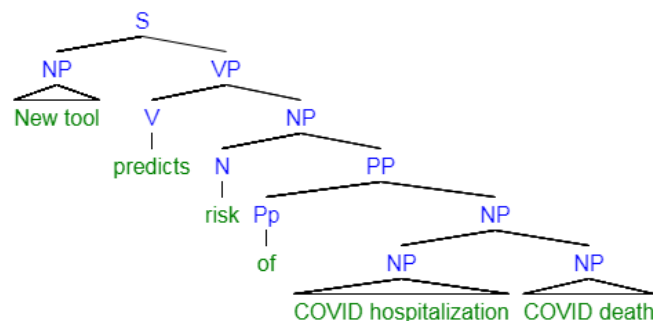 S
NP VP
New tool V NP
predicts N PP
risk Pp NP
of NP NP
COVID hospitalization COVID death